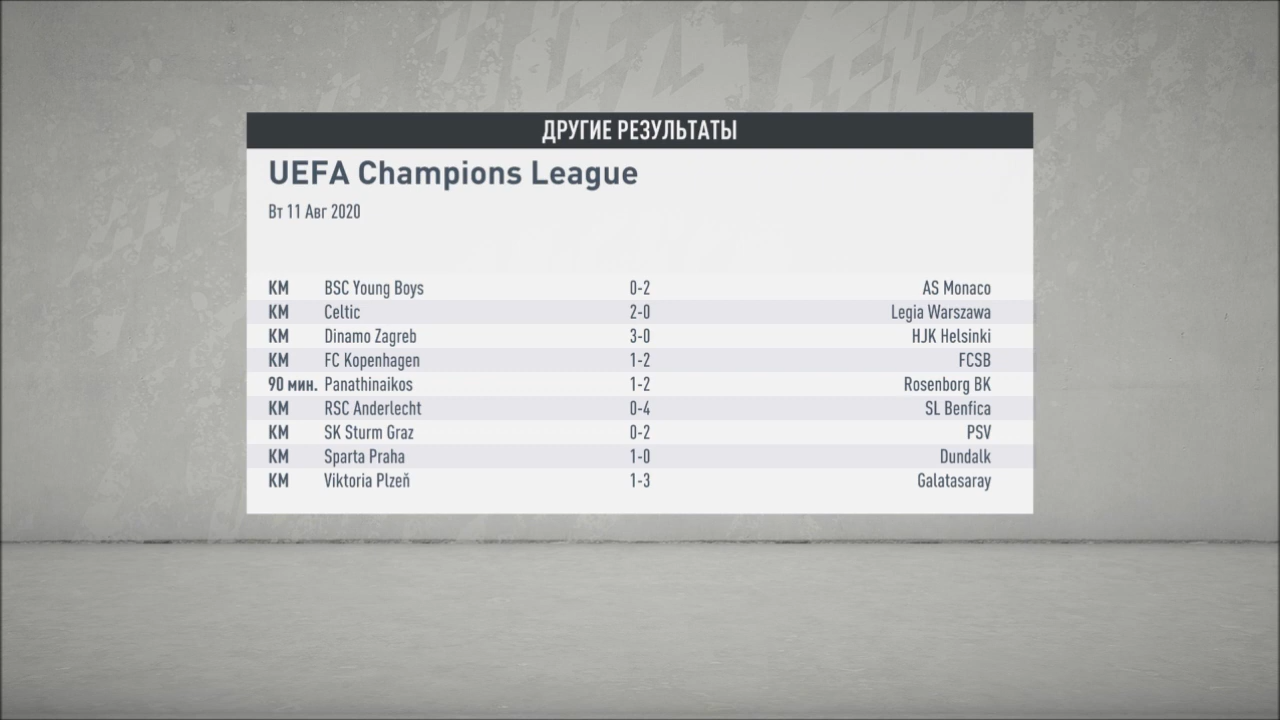 ДРУГИЕ РЕЗУЛЬТАТЫ
UEFA Champions League
Вт 11 Авг 2020
КМ BSC Young Boys 0-2 AS Monaco
КМ Celtic 2-0 Legia Warszawa
КМ Dinamo Zagreb 3-0 HJK Helsinki
КМ FC Kopenhagen 1-2 FCSB
90 мин. Panathinaikos 1-2 Rosenborg BK
КМ RSC Anderlecht 0-4 SL Benfica
КМ SK Sturm Graz 0-2 PSV
КМ Sparta Praha 1-0 Dundalk
КМ Viktoria Plzeň 1-3 Galatasaray